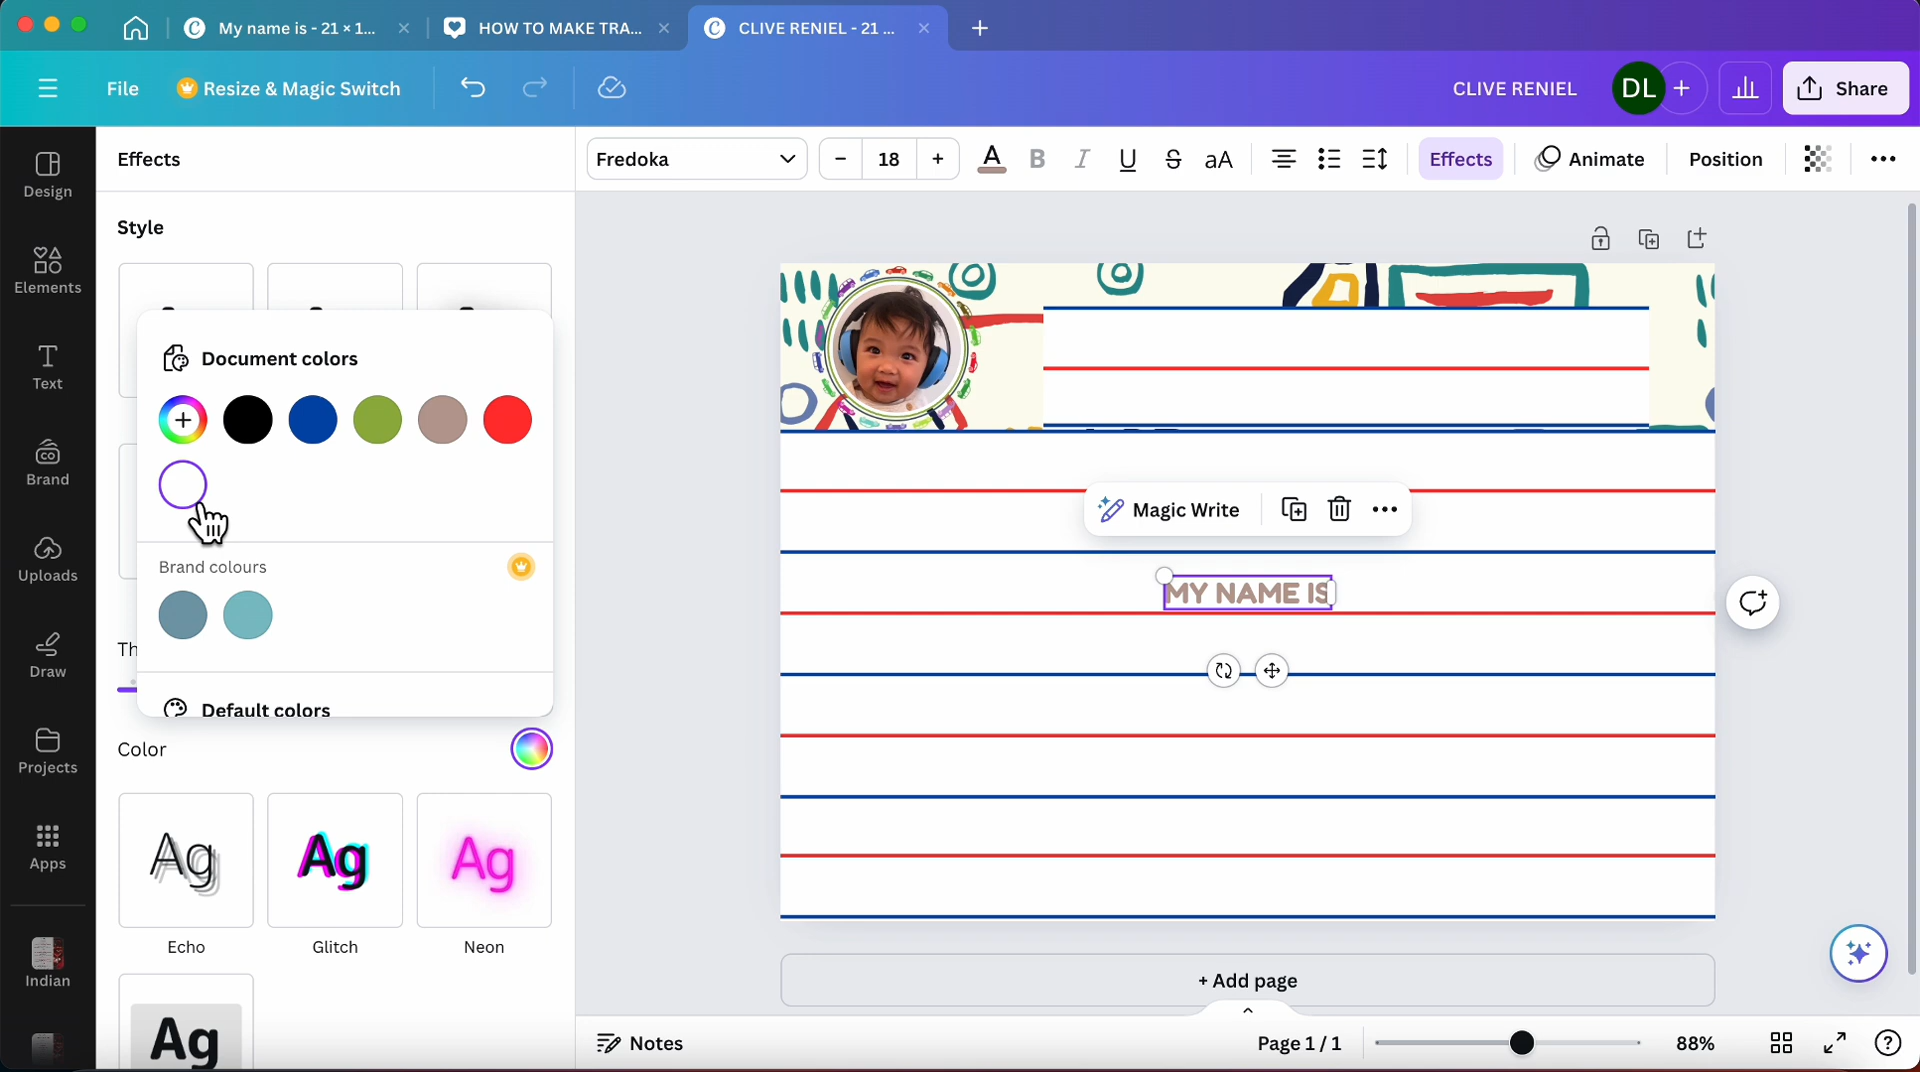 My name is - 21 × 1...
HOW TO MAKE TRA...
CLIVE RENIEL - 21 ...
File
Resize & Magic Switch
CLIVE RENIEL
DL
Share
Design
Elements
Text
Brand
Uploads
Draw
Projects
Apps
Indian
Effects
Fredoka
18
A
B
I
U
S
aA
Effects
Animate
Position
Style
Document colors
Brand colours
Default colors
Th
Color
Ag
Ag
Ag
Echo
Glitch
Neon
Ag
Magic Write
MY NAME IS
+ Add page
Notes
Page 1 / 1
88%